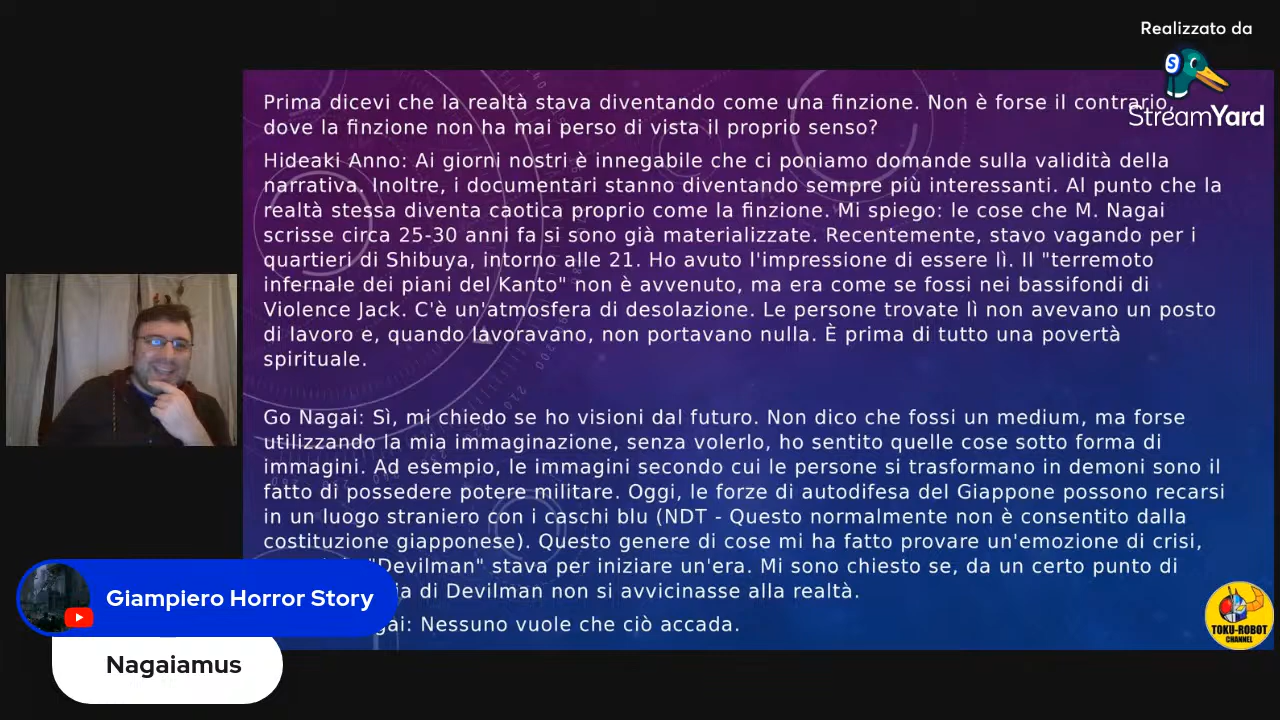 Realizzato da
StreamYard
Prima dicevi che la realtà stava diventando come una finzione. Non è forse il contrario,
dove la finzione non ha mai perso di vista il proprio senso?
Hideaki Anno: Ai giorni nostri è innegabile che ci poniamo domande sulla validità della
narrativa. Inoltre, i documentari stanno diventando sempre più interessanti. Al punto che la
realtà stessa diventa caotica proprio come la finzione. Mi spiego: le cose che M. Nagai
scrisse circa 25-30 anni fa si sono già materializzate. Recentemente, stavo vagando per i
quartieri di Shibuya, intorno alle 21. Ho avuto l'impressione di essere lì. Il "terremoto
infernale dei piani del Kanto" non è avvenuto, ma era come se fossi nei bassifondi di
Violence Jack. C'è un'atmosfera di desolazione. Le persone trovate lì non avevano un posto
di lavoro e, quando lavoravano, non portavano nulla. È prima di tutto una povertà
spirituale.
Go Nagai: Sì, mi chiedo se ho visioni dal futuro. Non dico che fossi un medium, ma forse
utilizzando la mia immaginazione, senza volerlo, ho sentito quelle cose sotto forma di
immagini. Ad esempio, le immagini secondo cui le persone si trasformano in demoni sono il
fatto di possedere potere militare. Oggi, le forze di autodifesa del Giappone possono recarsi
in un luogo straniero con i caschi blu (NDT - Questo normalmente non è consentito dalla
costituzione giapponese). Questo genere di cose mi ha fatto provare un'emozione di crisi,
"Devilman" stava per iniziare un'era. Mi sono chiesto se, da un certo punto di
di Devilman non si avvicinasse alla realtà.
Nessuno vuole che ciò accada.
Giampiero Horror Story
Nagaiamus
TOKU-ROBOT
CHANNEL